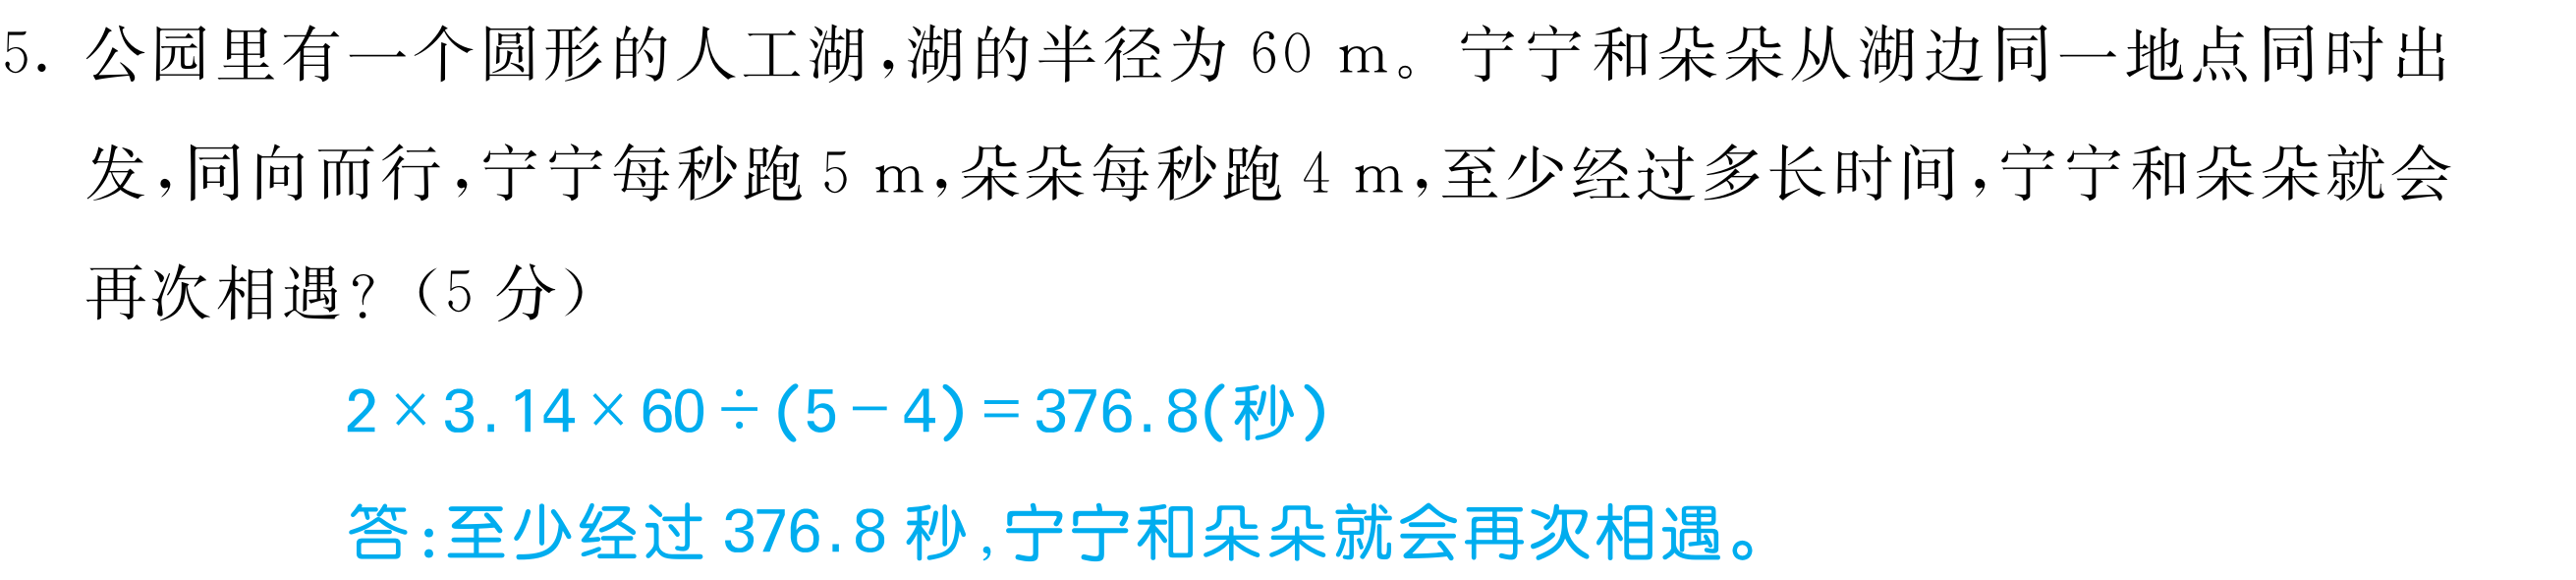 5. 公园里有一个圆形的人工湖,湖的半径为 60 m。宁宁和朵朵从湖边同一地点同时出
发,同向而行,宁宁每秒跑 5 m,朵朵每秒跑 4 m,至少经过多长时间,宁宁和朵朵就会
再次相遇?(5 分)
2×3.14×60÷(5-4)=376.8(秒)
答:至少经过 376.8 秒,宁宁和朵朵就会再次相遇。